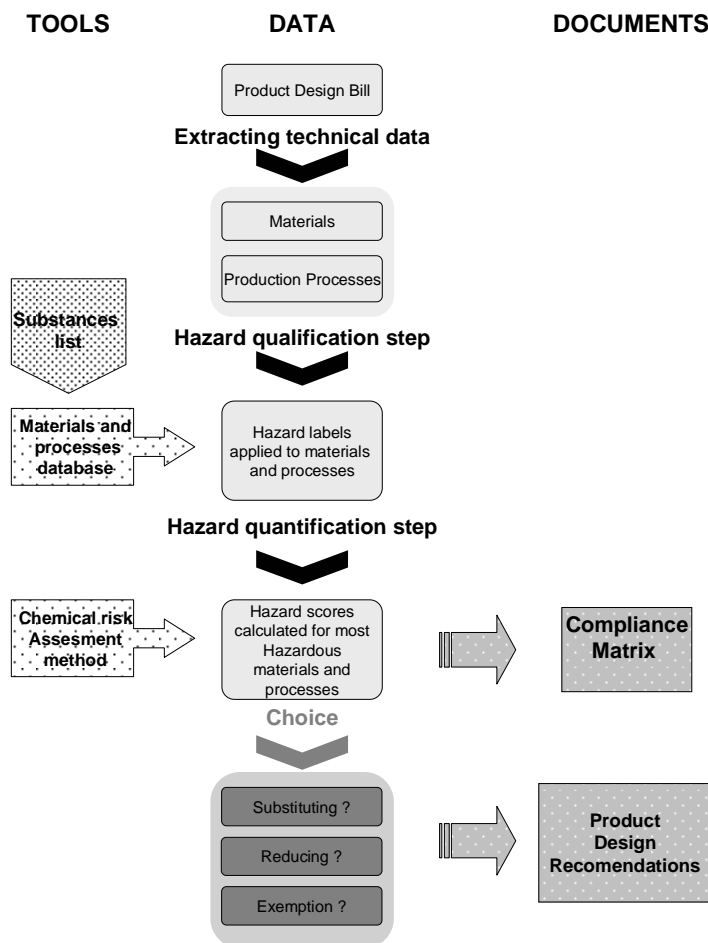 TOOLS
DATA
DOCUMENTS
Product Design Bill
Extracting technical data
Materials
Production Processes
Substances
list
Hazard qualification step
Materials and
processes
database
Hazard labels
applied to materials
and processes
Hazard quantification step
Chemical risk
Assesment
method
Hazard scores
calculated for most
Hazardous
materials and
processes
Compliance
Matrix
Choice
Substituting ?
Reducing ?
Exemption ?
Product
Design
Recomendations